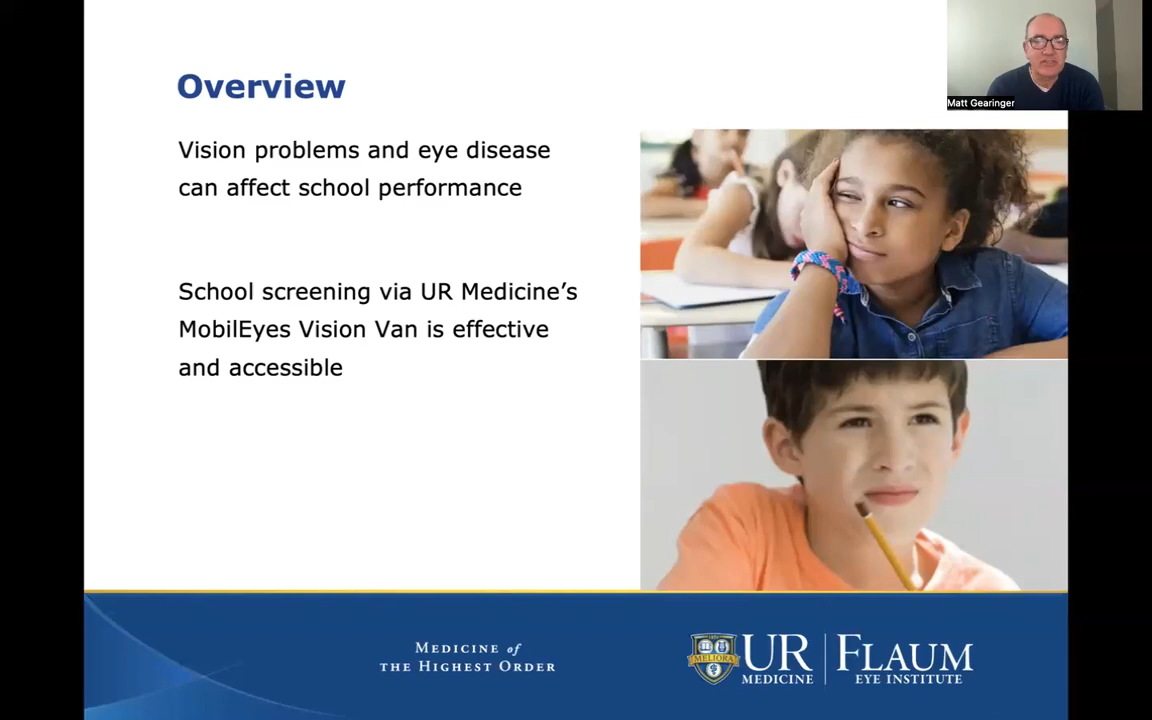 Overview
Vision problems and eye disease
can affect school performance
School screening via UR Medicine’s
MobilEyes Vision Van is effective
and accessible
Matt Gearinger
MEDICINE of
THE HIGHEST ORDER
MELIORA
UR
MEDICINE
FLAUM
EYE INSTITUTE